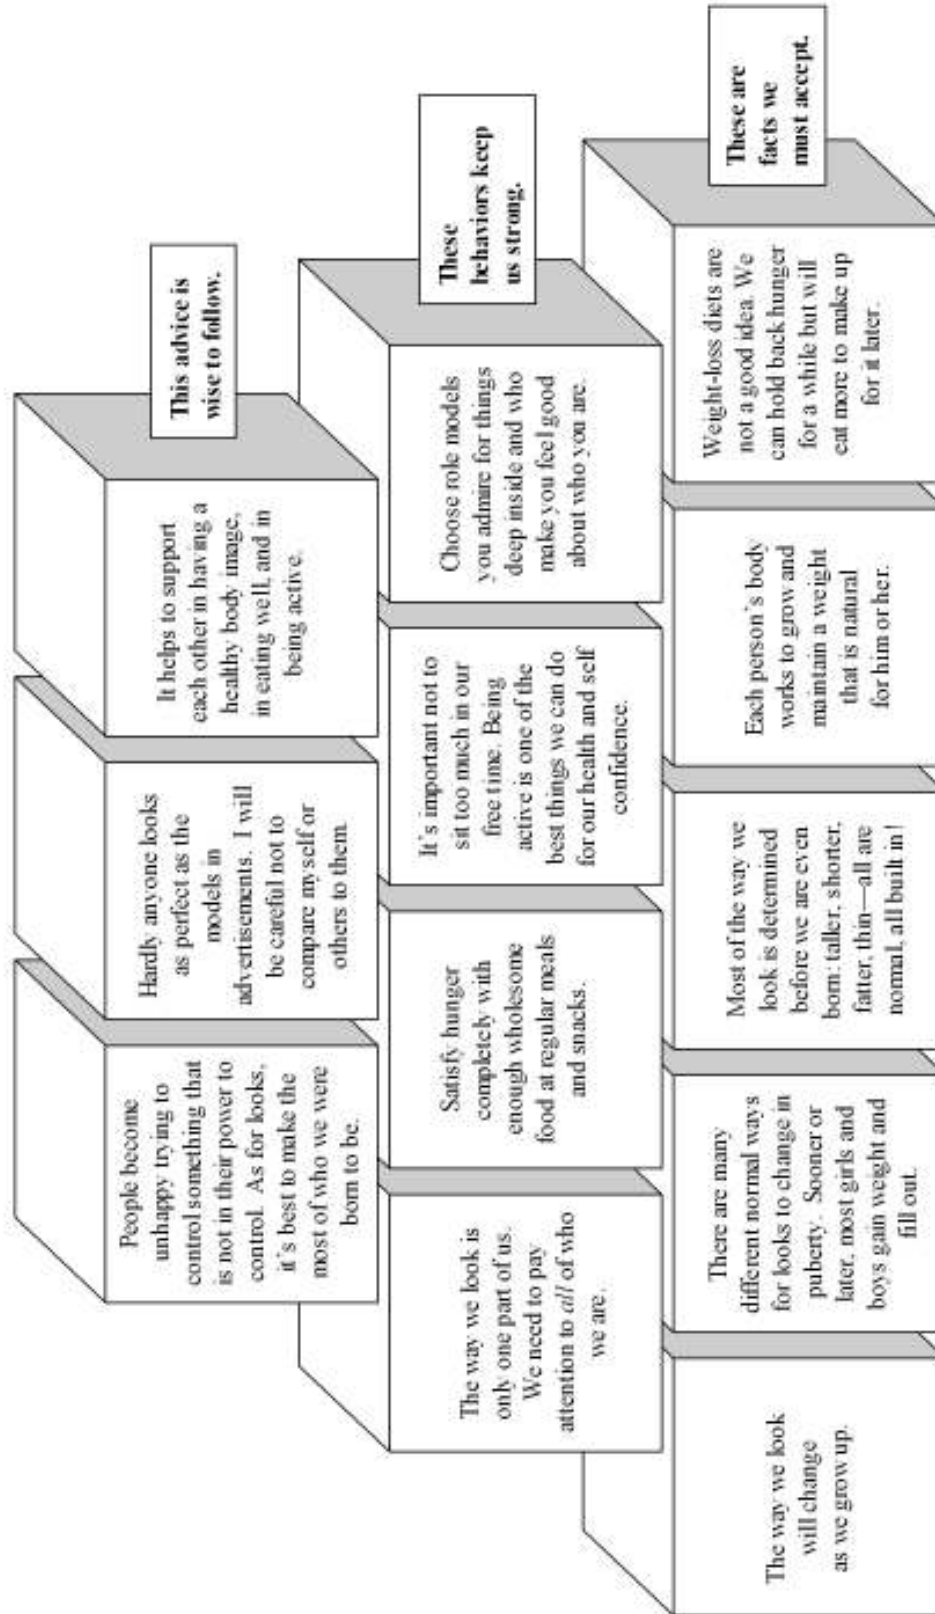 People become
unhappy trying to
control something that
is not in their power to
control. As for looks,
it's best to make the
most of who we were
born to be.
Hardly anyone looks
as perfect as the
models in
advertisements. I will
be careful not to
compare myself or
others to them.
It helps to support
each other in having a
healthy body image,
in eating well, and in
being active.
This advice is
wise to follow.
The way we look is
only one part of us.
We need to pay
attention to all of who
we are.
Satisfy hunger
completely with
enough wholesome
food at regular meals
and snacks.
It's important not to
sit too much in our
free time. Being
active is one of the
best things we can do
for our health and self
confidence.
Choose role models
you admire for things
deep inside and who
make you feel good
about who you are.
These
behaviors keep
us strong.
The way we look
will change
as we grow up.
There are many
different normal ways
for looks to change in
puberty. Sooner or
later, most girls and
boys gain weight and
fill out.
Most of the way we
look is determined
before we are even
born: taller, shorter,
fatter, thin—all are
normal, all built in!
Each person's body
works to grow and
maintain a weight
that is natural
for him or her.
Weight-loss diets are
not a good idea. We
can hold back hunger
for a while but will
eat more to make up
for it later.
These are
facts we
must accept.